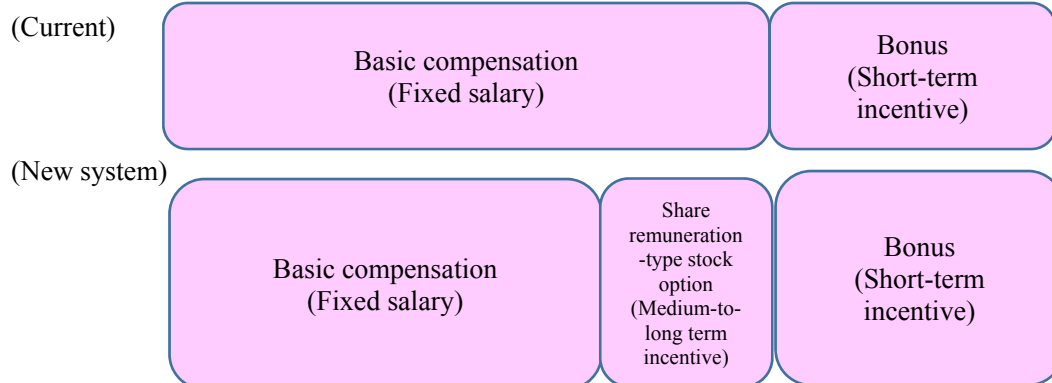 (Current)
Basic compensation
(Fixed salary)
Bonus
(Short-term
incentive)
(New system)
Basic compensation
(Fixed salary)
Share
remuneration
-type stock
option
(Medium-to-
long term
incentive)
Bonus
(Short-term
incentive)